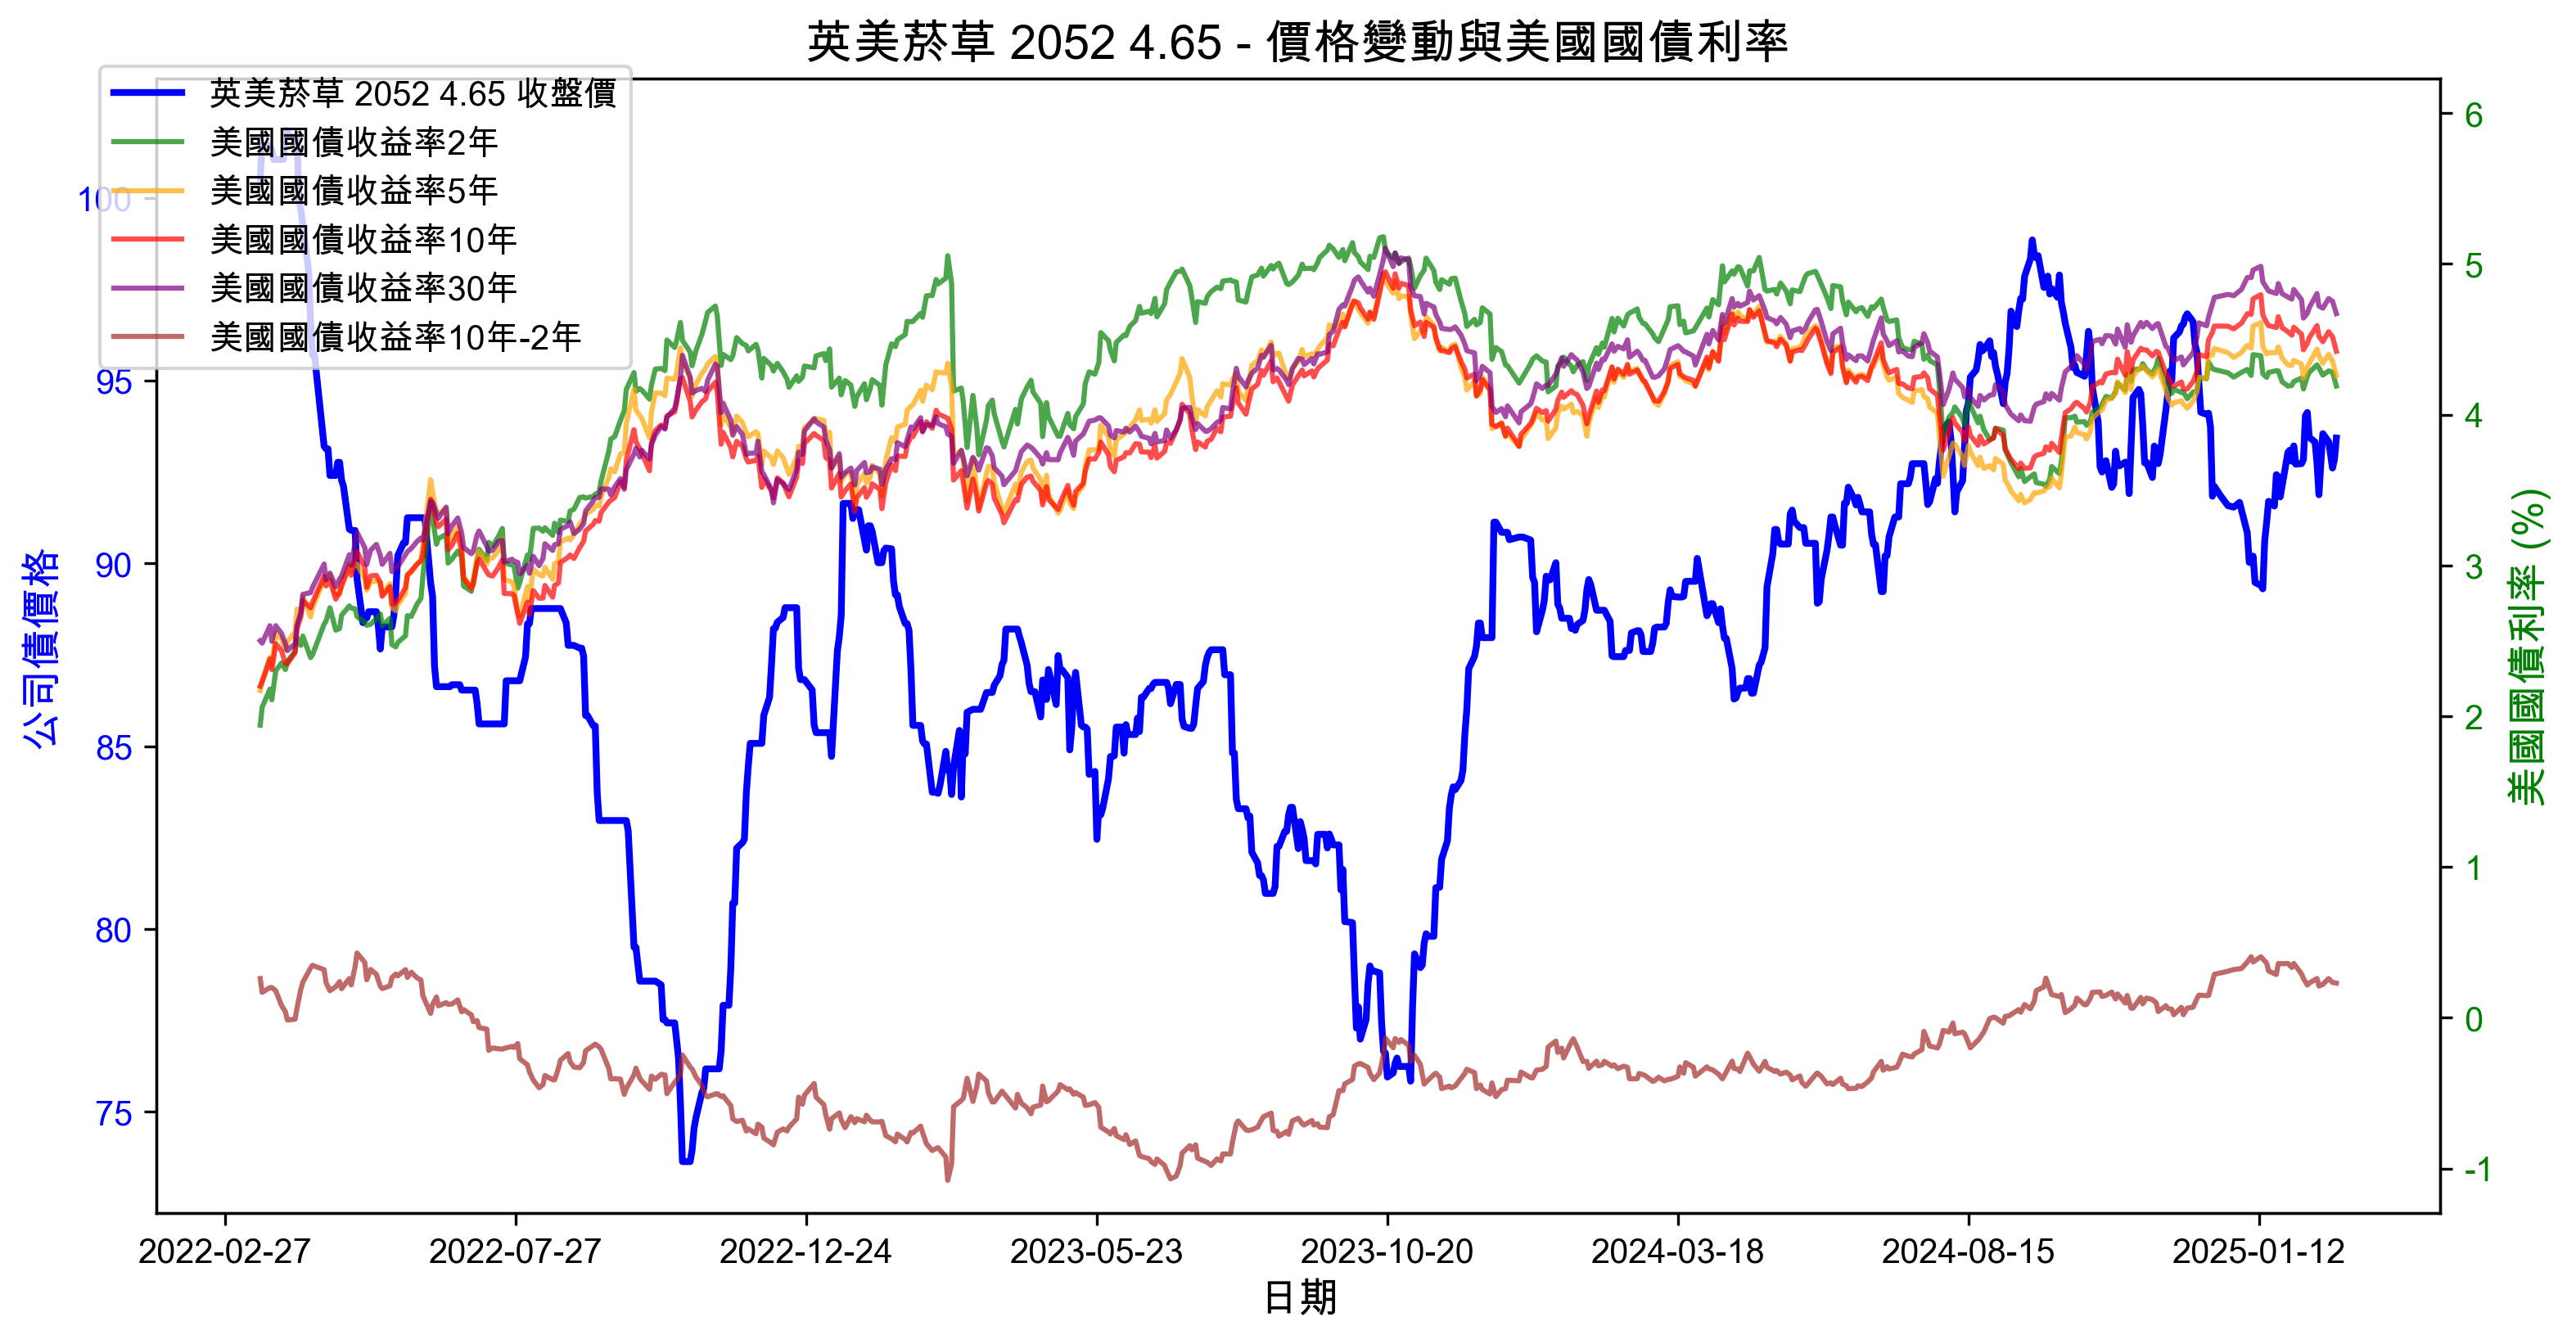 英美菸草 2052 4.65 - 價格變動與美國國債利率
英美菸草 2052 4.65 收盤價
美國國債收益率2年
美國國債收益率5年
美國國債收益率10年
美國國債收益率30年
美國國債收益率10年-2年
公司債價格
100
95
90
85
80
75
6
5
4
3
2
1
0
-1
美國國債利率 (%)
2022-02-27
2022-07-27
2022-12-24
2023-05-23
2023-10-20
2024-03-18
2024-08-15
2025-01-12
日期